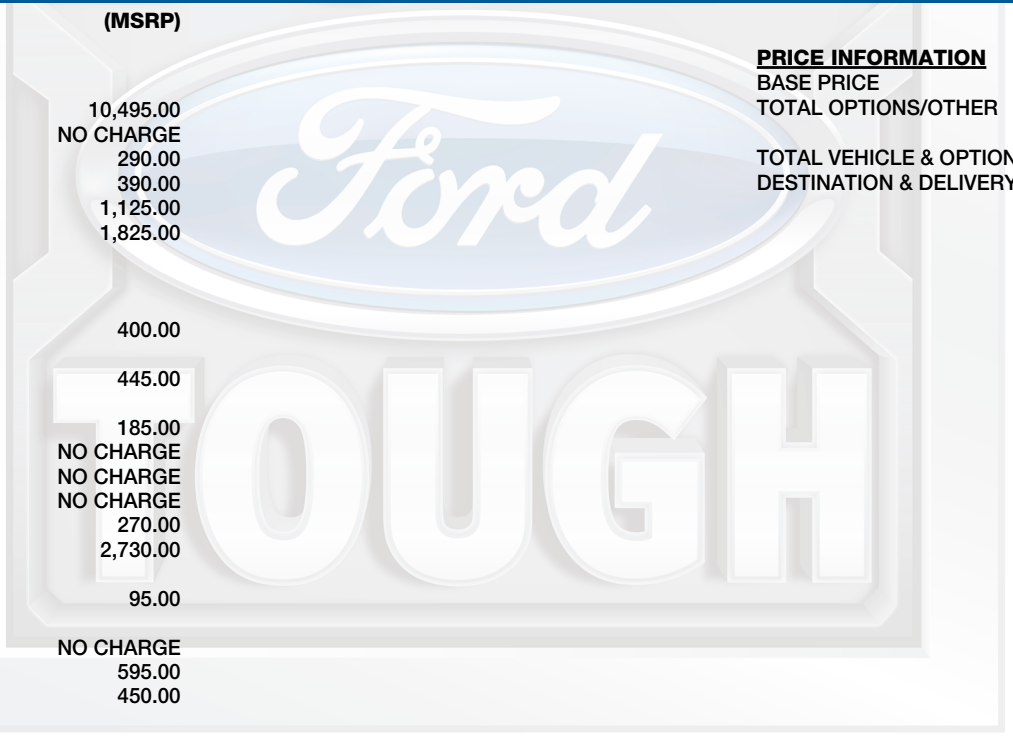 (MSRP)
10,495.00
NO CHARGE
290.00
390.00
1,125.00
1,825.00
400.00
445.00
185.00
NO CHARGE
NO CHARGE
NO CHARGE
270.00
2,730.00
95.00
NO CHARGE
595.00
450.00
PRICE INFORMATION
BASE PRICE
TOTAL OPTIONS/OTHER
TOTAL VEHICLE & OPTION
DESTINATION & DELIVERY
Ford
TOUGH